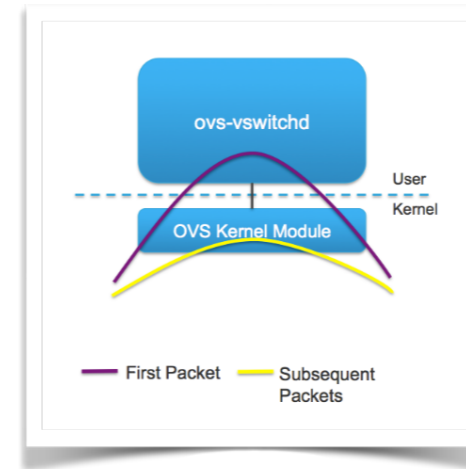 ovs-vswitchd
User
Kernel
OVS Kernel Module
First Packet
Subsequent
Packets